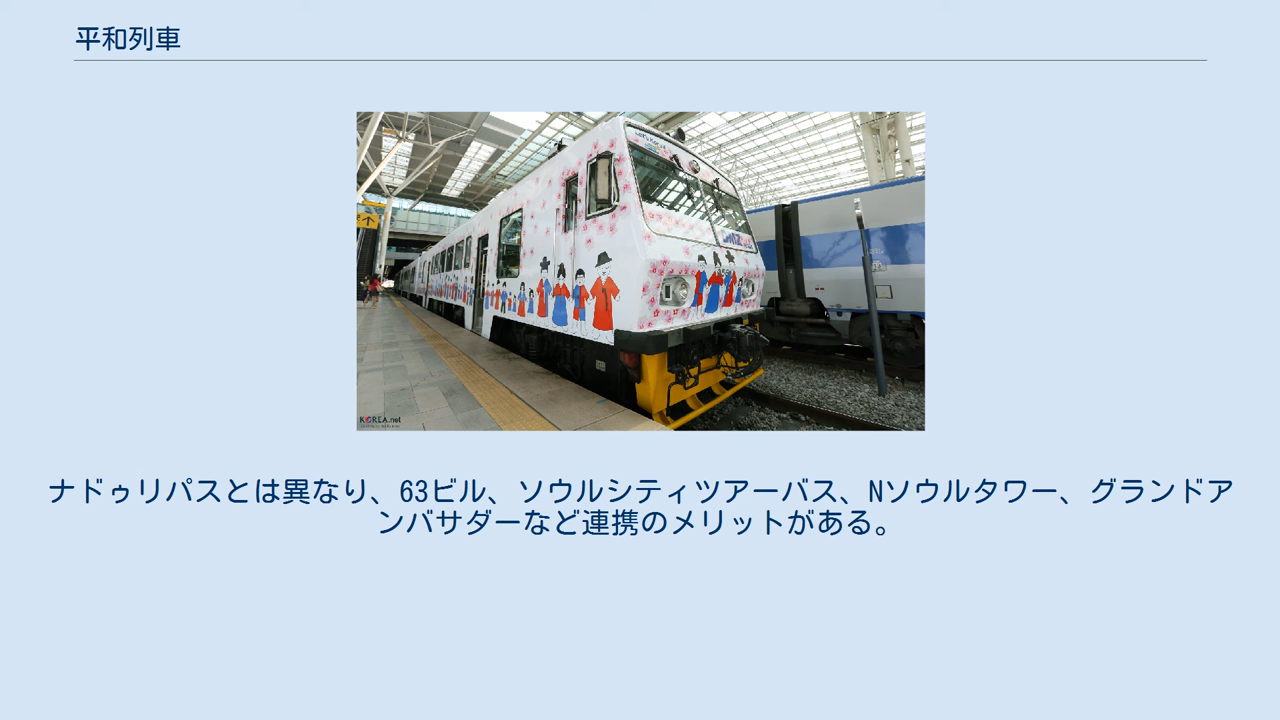 平和列車
KOREA.net
ナドゥリパスとは異なり、63ビル、ソウルシティツアーバス、Nソウルタワー、グランドア
ンバサダーなど連携のメリットがある。